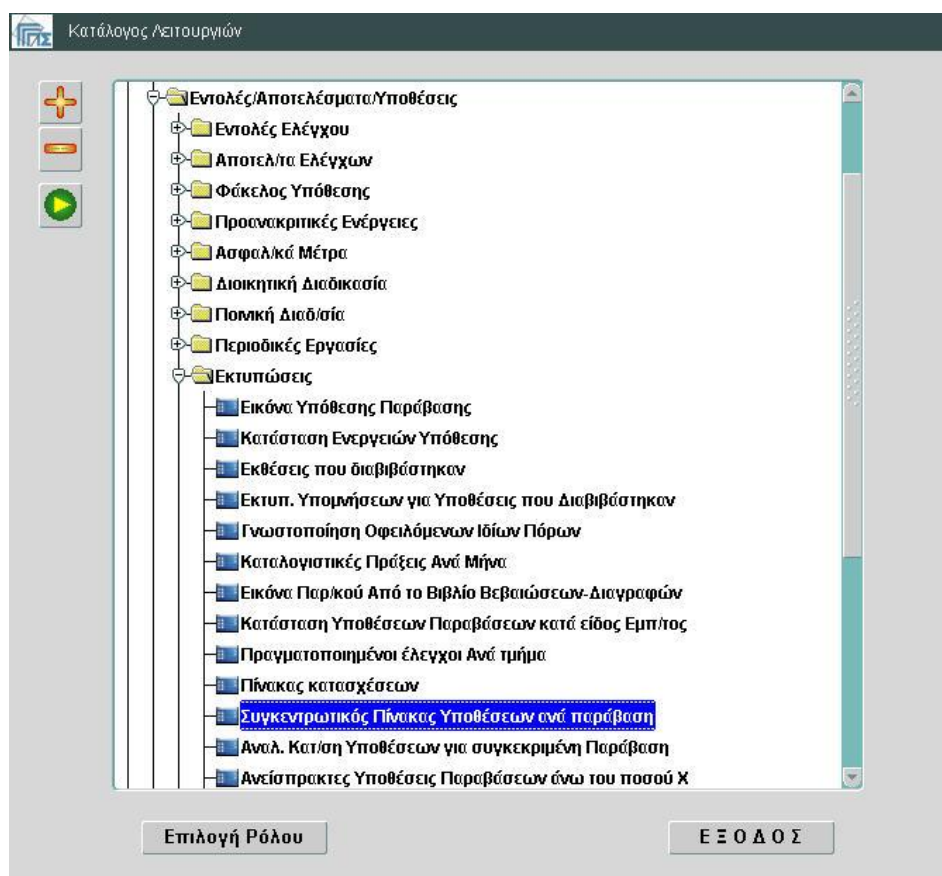 Κατάλογος Λειτουργιών
Εντολές/Αποτελέσματα/Υποθέσεις
Εντολές Ελέγχου
Αποτελ/τα Ελέγχων
Φάκελος Υπόθεσης
Προανακριτικές Ενέργειες
Ασφαλ/κά Μέτρα
Διοικητική Διαδικασία
Ποινική Διαδ/σία
Περιοδικές Εργασίες
Εκτυπώσεις
Εικόνα Υπόθεσης Παράβασης
Κατάσταση Ενεργειών Υπόθεσης
Εκθέσεις που διαβιβάστηκαν
Εκτυπ. Υπομνήσεων για Υποθέσεις που Διαβιβάστηκαν
Γνωστοποίηση Οφειλόμενων Ιδίων Πόρων
Καταλογιστικές Πράξεις Ανά Μήνα
Εικόνα Παρ/κού Από το Βιβλίο Βεβαιώσεων-Διαγραφών
Κατάσταση Υποθέσεων Παραβάσεων κατά είδος Εμπ/τος
Πραγματοποιημένοι έλεγχοι Ανά τμήμα
Πίνακας κατασχέσεων
Συγκεντρωτικός Πίνακας Υποθέσεων ανά παράβαση
Αναλ. Κατ/ση Υποθέσεων για συγκεκριμένη Παράβαση
Ανείσπρακτες Υποθέσεις Παραβάσεων άνω του ποσού Χ
Επιλογή Ρόλου
Ε Ξ Ο Δ Ο Σ